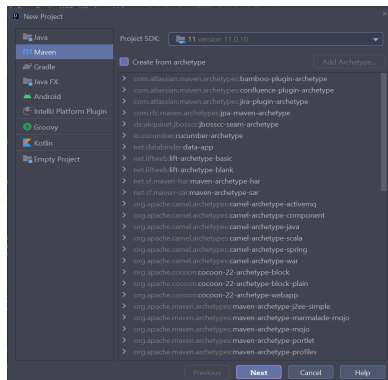 New Project
Java
Maven
Gradle
Java FX
Android
IntelliJ Platform Plugin
Groovy
Kotlin
Empty Project
Project SDK: 11 version 11.0.10
Create from archetype
Add Archetype...
com.atlassian.maven.archetypes:bamboo-plugin-archetype
com.atlassian.maven.archetypes:confluence-plugin-archetype
com.atlassian.maven.archetypes:jira-plugin-archetype
com.rfc.maven.archetypes:jpa-maven-archetype
de.akquinet.jbosscc:jbosscc-seam-archetype
io.cucumber:cucumber-archetype
net.databinder:data-app
net.liftweb:lift-archetype-basic
net.liftweb:lift-archetype-blank
net.sf.maven-har:maven-archetype-har
net.sf.maven-sar:maven-archetype-sar
org.apache.camel.archetypes:camel-archetype-activemq
org.apache.camel.archetypes:camel-archetype-component
org.apache.camel.archetypes:camel-archetype-java
org.apache.camel.archetypes:camel-archetype-scala
org.apache.camel.archetypes:camel-archetype-spring
org.apache.camel.archetypes:camel-archetype-war
org.apache.cocoon:cocoon-22-archetype-block
org.apache.cocoon:cocoon-22-archetype-block-plain
org.apache.cocoon:cocoon-22-archetype-webapp
org.apache.maven.archetypes:maven-archetype-j2ee-simple
org.apache.maven.archetypes:maven-archetype-marmalade-mojo
org.apache.maven.archetypes:maven-archetype-mojo
org.apache.maven.archetypes:maven-archetype-portlet
org.apache.maven.archetypes:maven-archetype-profiles
Previous
Next
Cancel
Help